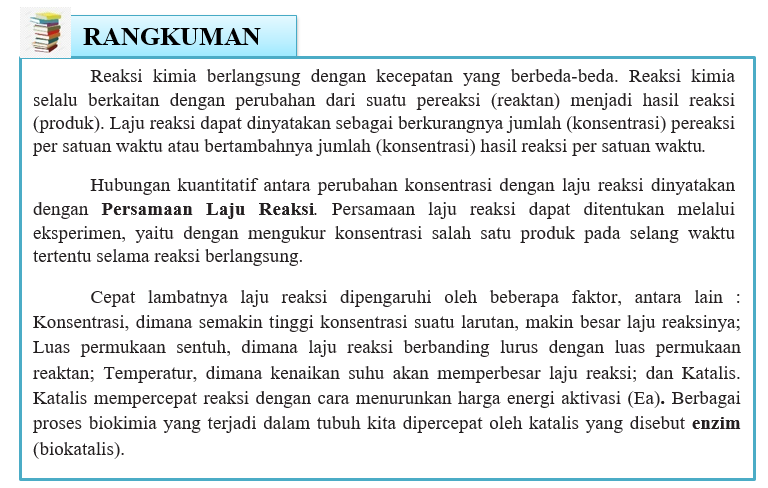 RANGKUMAN
Reaksi kimia berlangsung dengan kecepatan yang berbeda-beda. Reaksi kimia
selalu berkaitan dengan perubahan dari suatu pereaksi (reaktan) menjadi hasil reaksi
(produk). Laju reaksi dapat dinyatakan sebagai berkurangnya jumlah (konsentrasi) pereaksi
per satuan waktu atau bertambahnya jumlah (konsentrasi) hasil reaksi per satuan waktu.
Hubungan kuantitatif antara perubahan konsentrasi dengan laju reaksi dinyatakan
dengan Persamaan Laju Reaksi. Persamaan laju reaksi dapat ditentukan melalui
eksperimen, yaitu dengan mengukur konsentrasi salah satu produk pada selang waktu
tertentu selama reaksi berlangsung.
Cepat lambatnya laju reaksi dipengaruhi oleh beberapa faktor, antara lain :
Konsentrasi, dimana semakin tinggi konsentrasi suatu larutan, makin besar laju reaksinya;
Luas permukaan sentuh, dimana laju reaksi berbanding lurus dengan luas permukaan
reaktan; Temperatur, dimana kenaikan suhu akan memperbesar laju reaksi; dan Katalis.
Katalis mempercepat reaksi dengan cara menurunkan harga energi aktivasi (Ea). Berbagai
proses biokimia yang terjadi dalam tubuh kita dipercepat oleh katalis yang disebut enzim
(biokatalis).